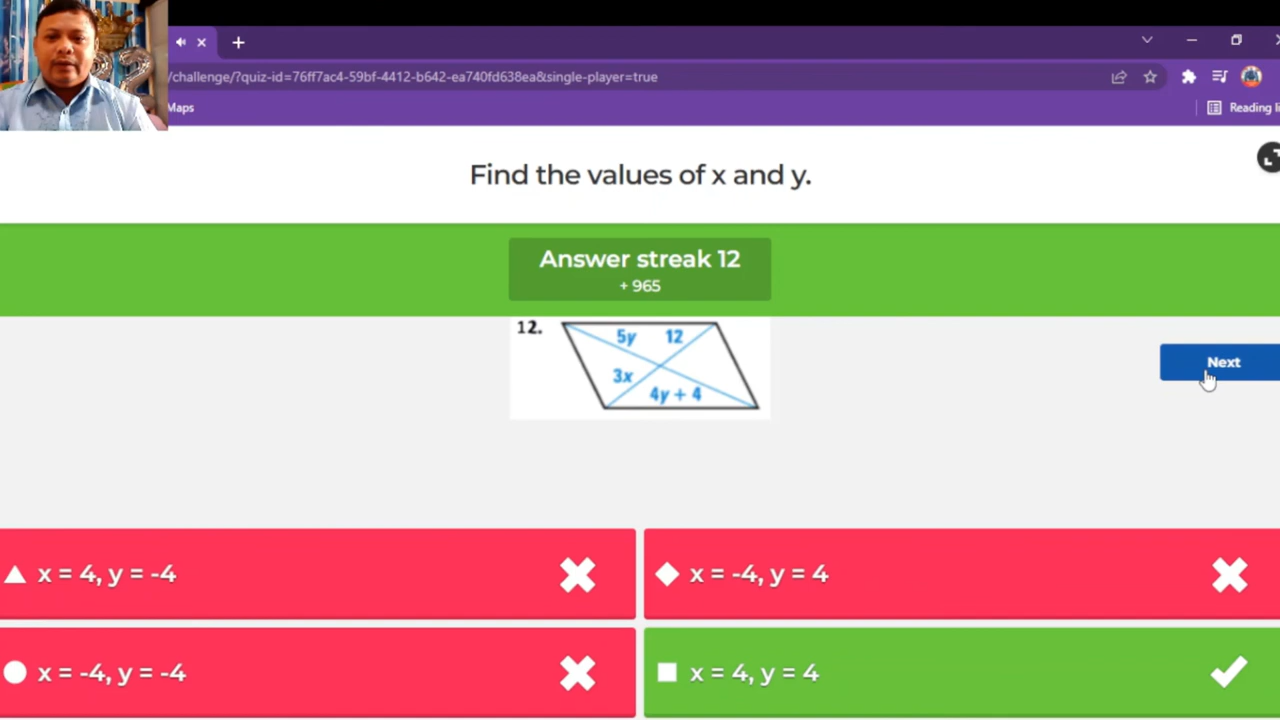 /challenge/?quiz-id=76ff7ac4-59bf-4412-b642-ea740fd638ea&single-player=true
Maps
Reading li
Find the values of x and y.
Answer streak 12
+ 965
12.
5y 12
3x
4y + 4
Next
x = 4, y = -4
x = -4, y = 4
x = -4, y = -4
x = 4, y = 4